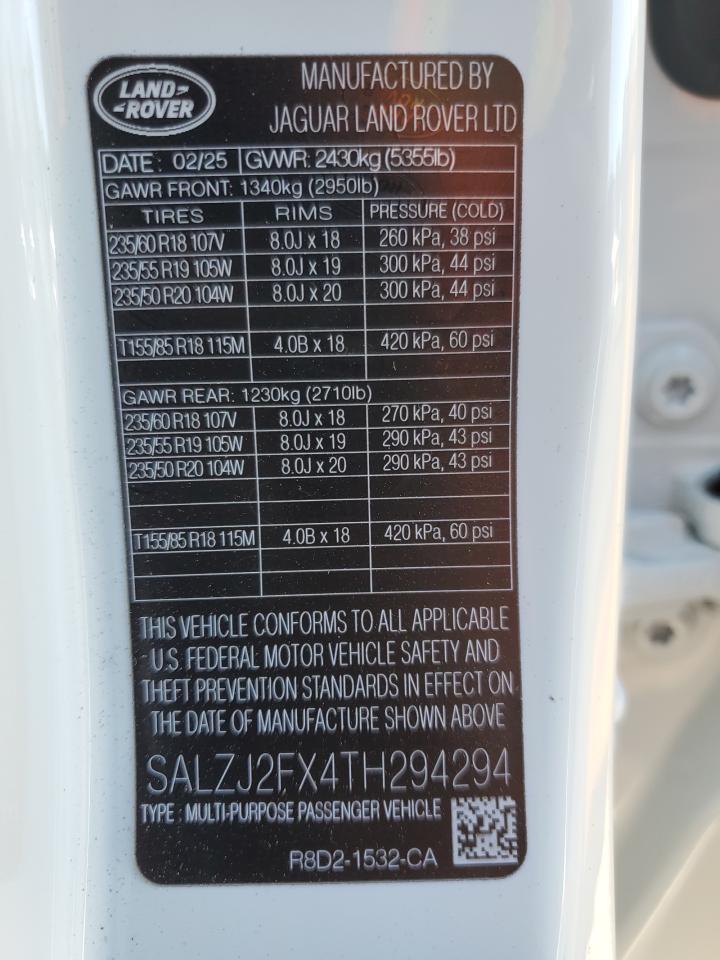 LAND-
-ROVER
MANUFACTURED BY
JAGUAR LAND ROVER LTD
DATE: 02/25 GVWR: 2430kg (5355lb)
GAWR FRONT: 1340kg (2950lb)
TIRES RIMS PRESSURE (COLD)
235/60 R18 107V 8.0J x 18 260 kPa, 38 psi
235/55 R19 105W 8.0J x 19 300 kPa, 44 psi
235/50 R20 104W 8.0J x 20 300 kPa, 44 psi
T155/85 R18 115M 4.0B x 18 420 kPa, 60 psi
GAWR REAR: 1230kg (2710lb)
235/60 R18 107V 8.0J x 18 270 kPa, 40 psi
235/55 R19 105W 8.0J x 19 290 kPa, 43 psi
235/50 R20 104W 8.0J x 20 290 kPa, 43 psi
T155/85 R18 115M 4.0B x 18 420 kPa, 60 psi
THIS VEHICLE CONFORMS TO ALL APPLICABLE
U.S. FEDERAL MOTOR VEHICLE SAFETY AND
THEFT PREVENTION STANDARDS IN EFFECT ON
THE DATE OF MANUFACTURE SHOWN ABOVE
SALZJ2FX4TH294294
TYPE : MULTI-PURPOSE PASSENGER VEHICLE
R8D2-1532-CA